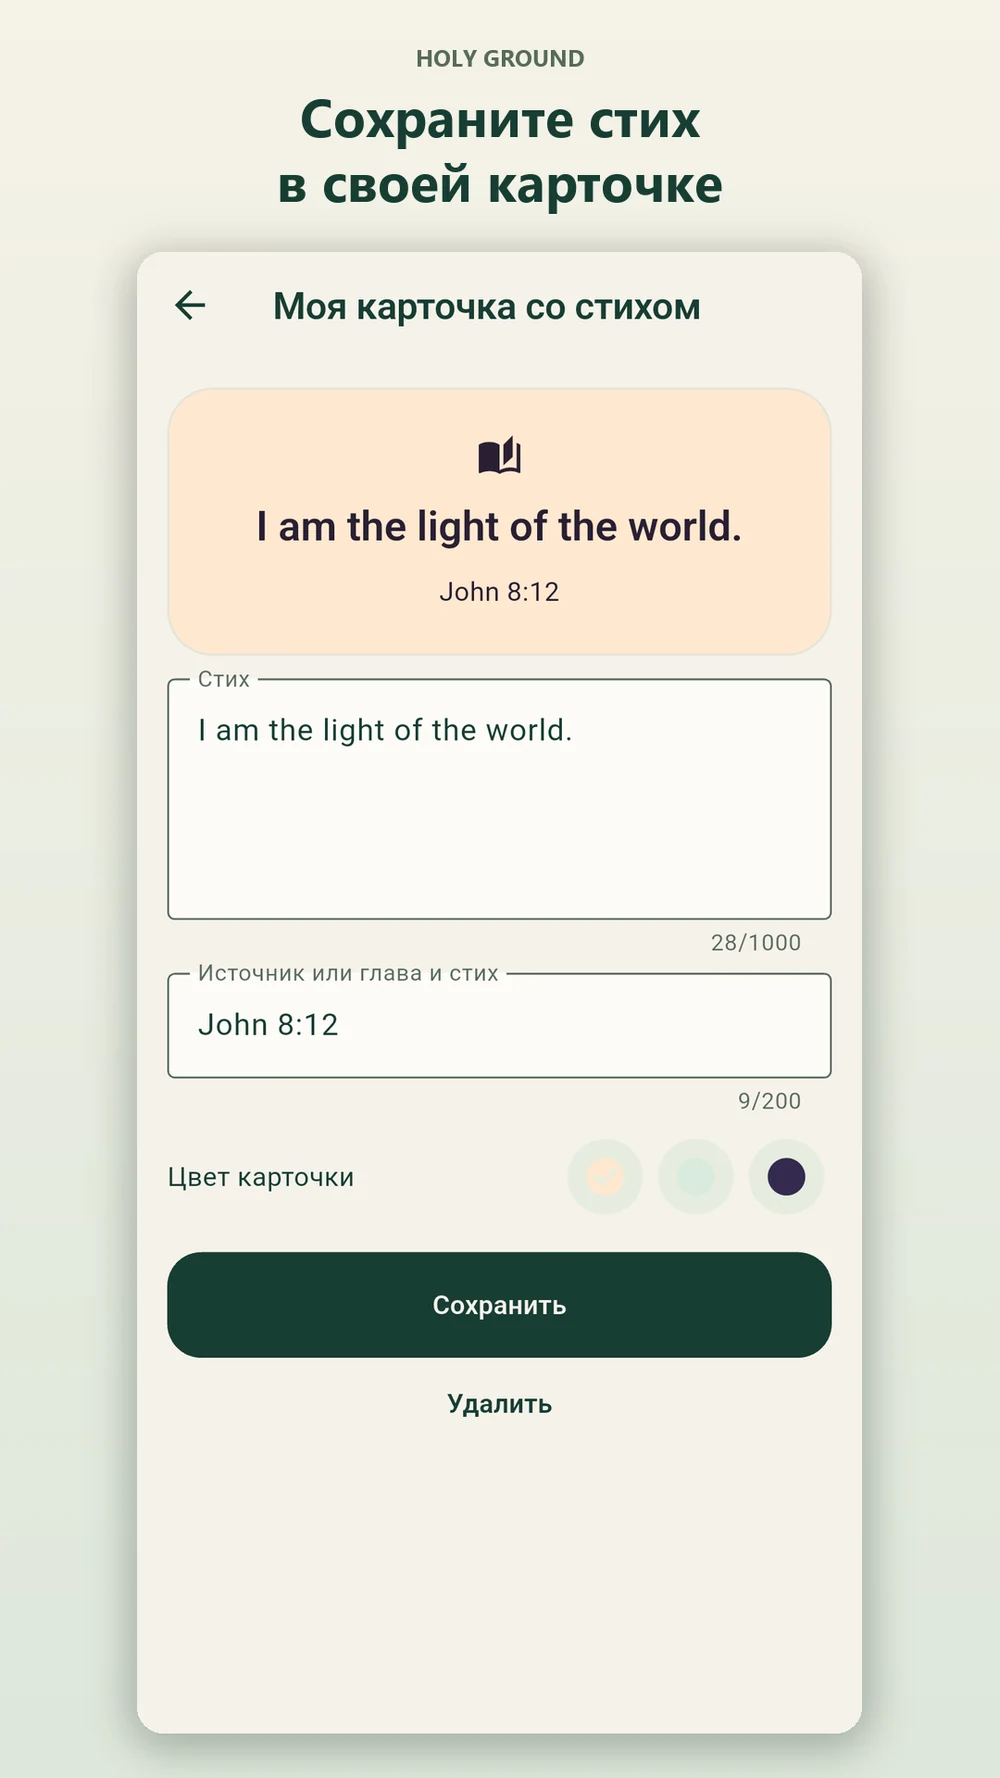 HOLY GROUND
Сохраните стих
в своей карточке
Моя карточка со стихом
I am the light of the world.
John 8:12
Стих
I am the light of the world.
28/1000
Источник или глава и стих
John 8:12
9/200
Цвет карточки
Сохранить
Удалить